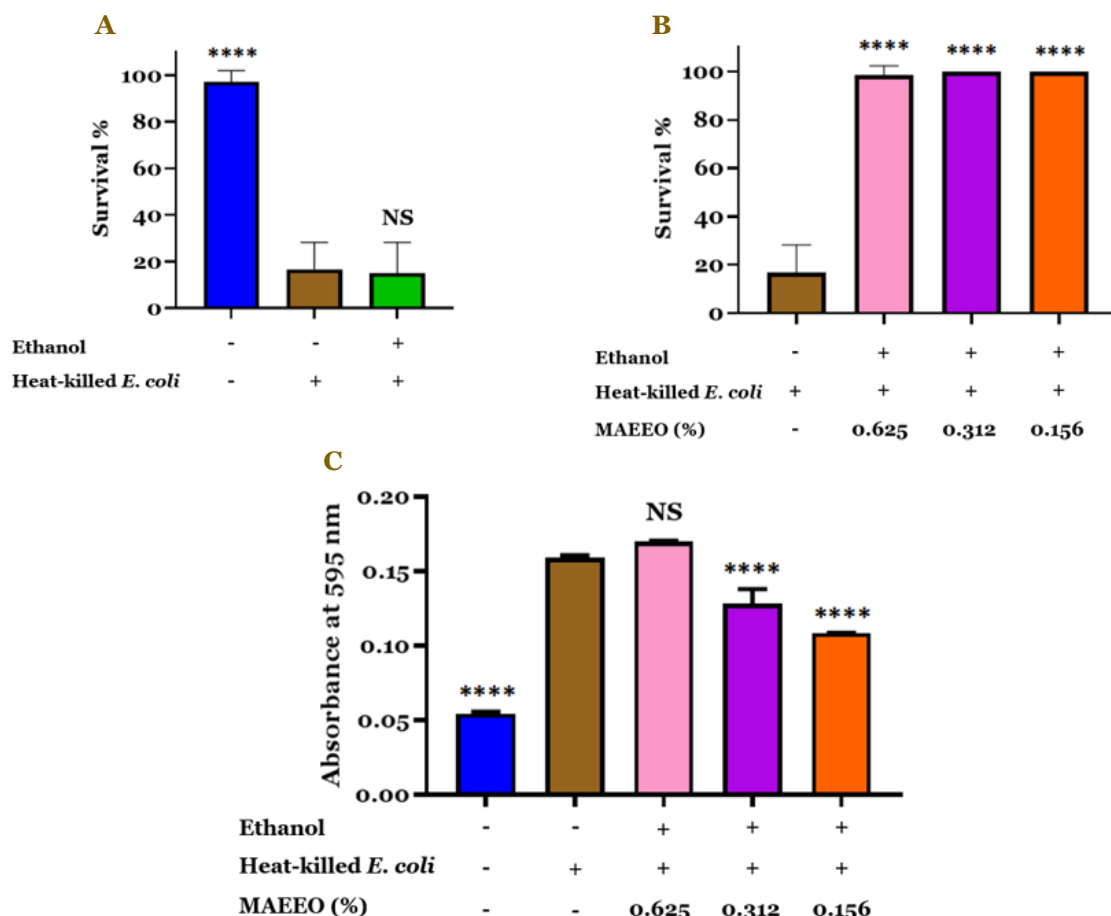 A
Survival %
100
80
60
40
20
0
****
NS
Ethanol - - +
Heat-killed E. coli - + +
B
Survival %
100
80
60
40
20
0
**** **** ****
Ethanol - + + +
Heat-killed E. coli + + + +
MAEEO (%) - 0.625 0.312 0.156
C
Absorbance at 595 nm
0.20
0.15
0.10
0.05
0.00
**** NS **** ****
Ethanol - - + + +
Heat-killed E. coli - + + + +
MAEEO (%) - - 0.625 0.312 0.156